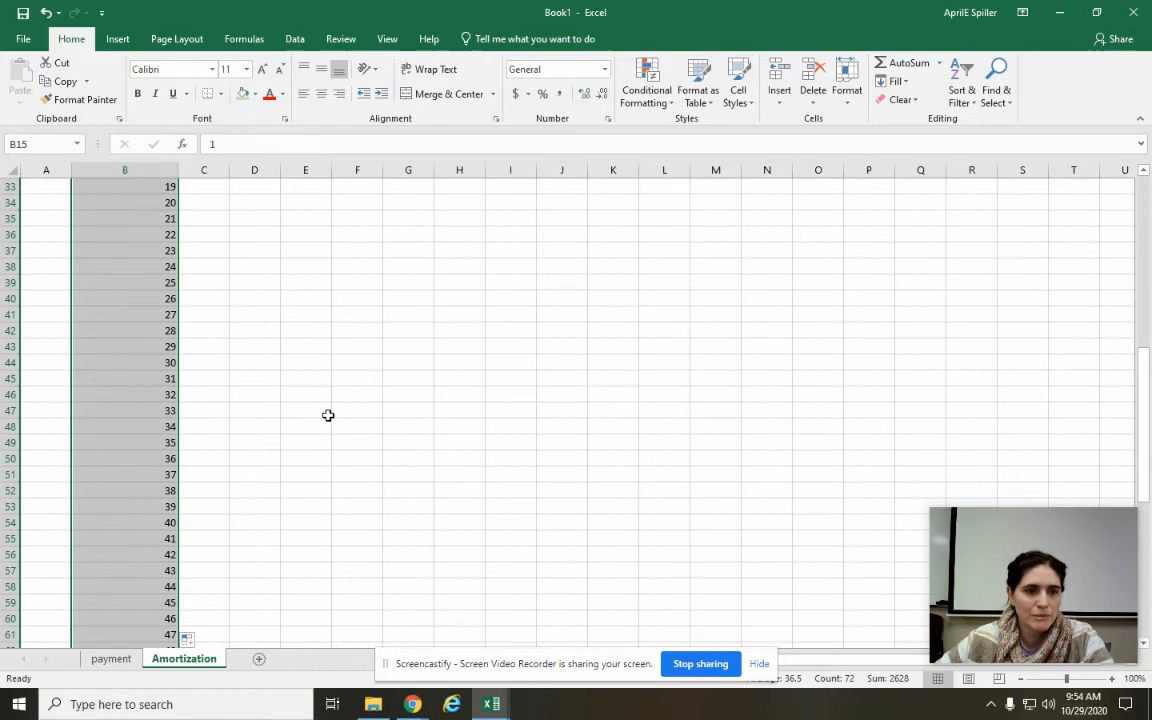 Book1 - Excel
AprilE Spiller
File Home Insert Page Layout Formulas Data Review View Help Tell me what you want to do Share
Paste
Cut
Copy
Format Painter
Clipboard
Calibri 11
B I U A
Font
Wrap Text
Merge & Center
Alignment
General
$ % ,
Number
Conditional Formatting
Format as Table
Cell Styles
Styles
Insert
Delete
Format
Cells
AutoSum
Fill
Clear
Sort & Filter
Find & Select
Editing
B15 fx 1
A B C D E F G H I J K L M N O P Q R S T U
33 19
34 20
35 21
36 22
37 23
38 24
39 25
40 26
41 27
42 28
43 29
44 30
45 31
46 32
47 33
48 34
49 35
50 36
51 37
52 38
53 39
54 40
55 41
56 42
57 43
58 44
59 45
60 46
61 47
payment Amortization
Screencastify - Screen Video Recorder is sharing your screen. Stop sharing Hide
Ready Average: 36.5 Count: 72 Sum: 2628 100%
Type here to search
9:54 AM
10/29/2020